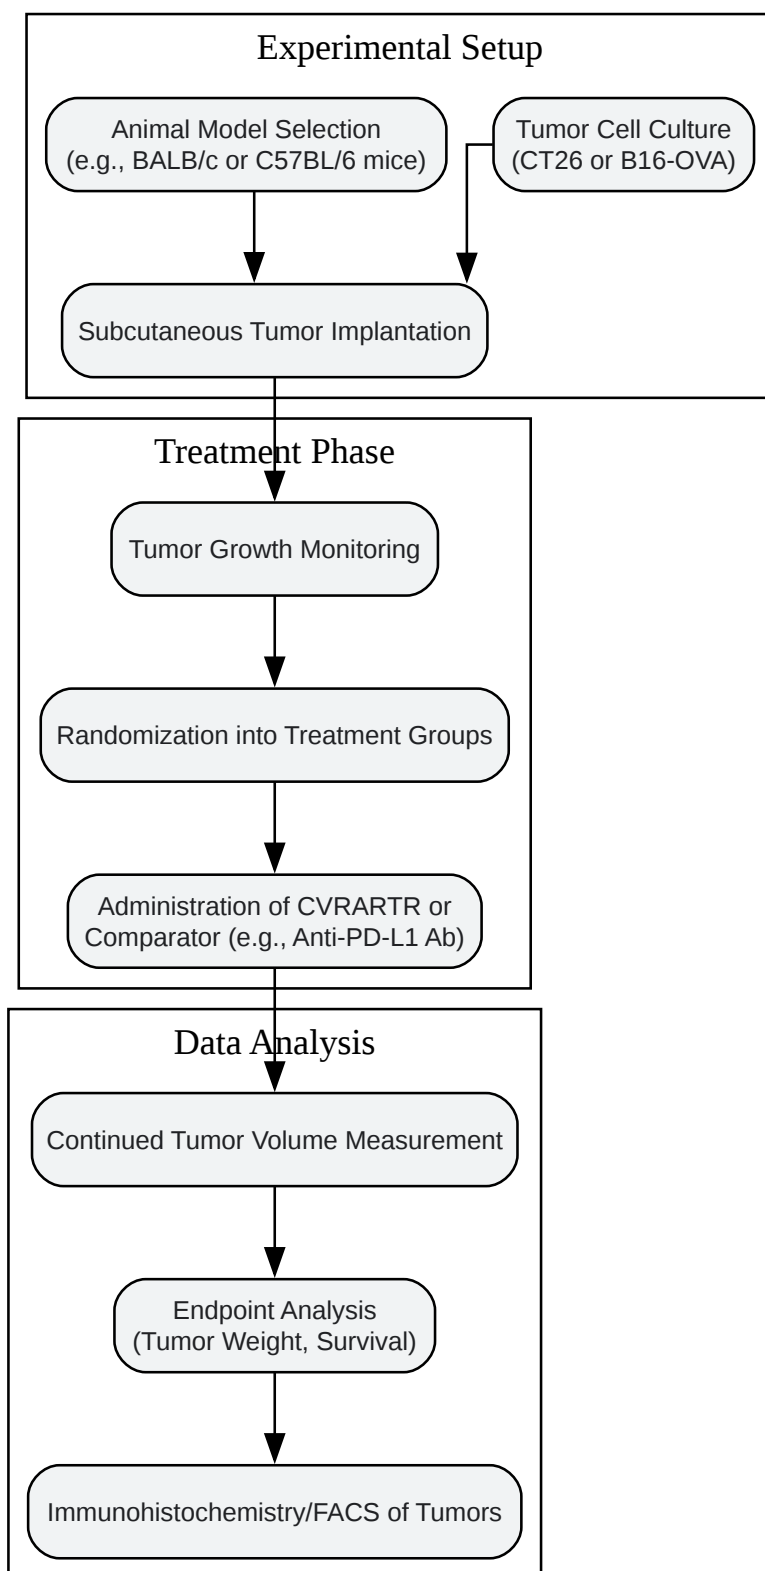 Experimental Setup
Animal Model Selection
(e.g., BALB/c or C57BL/6 mice)
Tumor Cell Culture
(CT26 or B16-OVA)
Subcutaneous Tumor Implantation
Treatment Phase
Tumor Growth Monitoring
Randomization into Treatment Groups
Administration of CVRARTR or
Comparator (e.g., Anti-PD-L1 Ab)
Data Analysis
Continued Tumor Volume Measurement
Endpoint Analysis
(Tumor Weight, Survival)
Immunohistochemistry/FACS of Tumors